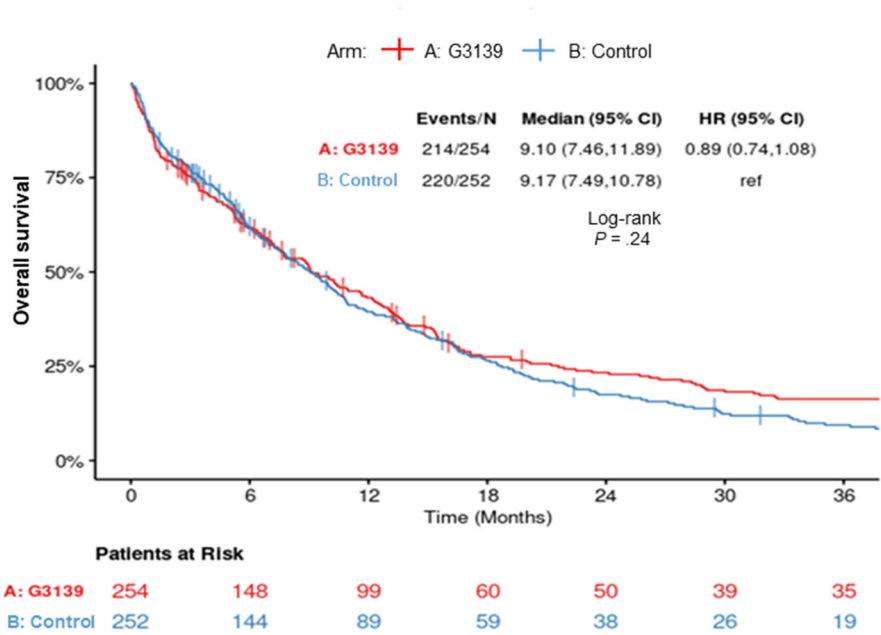 Arm: A: G3139 B: Control
Events/N Median (95% CI) HR (95% CI)
A: G3139 214/254 9.10 (7.46,11.89) 0.89 (0.74,1.08)
B: Control 220/252 9.17 (7.49,10.78) ref
Log-rank
P = .24
100%
75%
50%
25%
0%
Overall survival
0 6 12 18 24 30 36
Time (Months)
Patients at Risk
A: G3139 254 148 99 60 50 39 35
B: Control 252 144 89 59 38 26 19